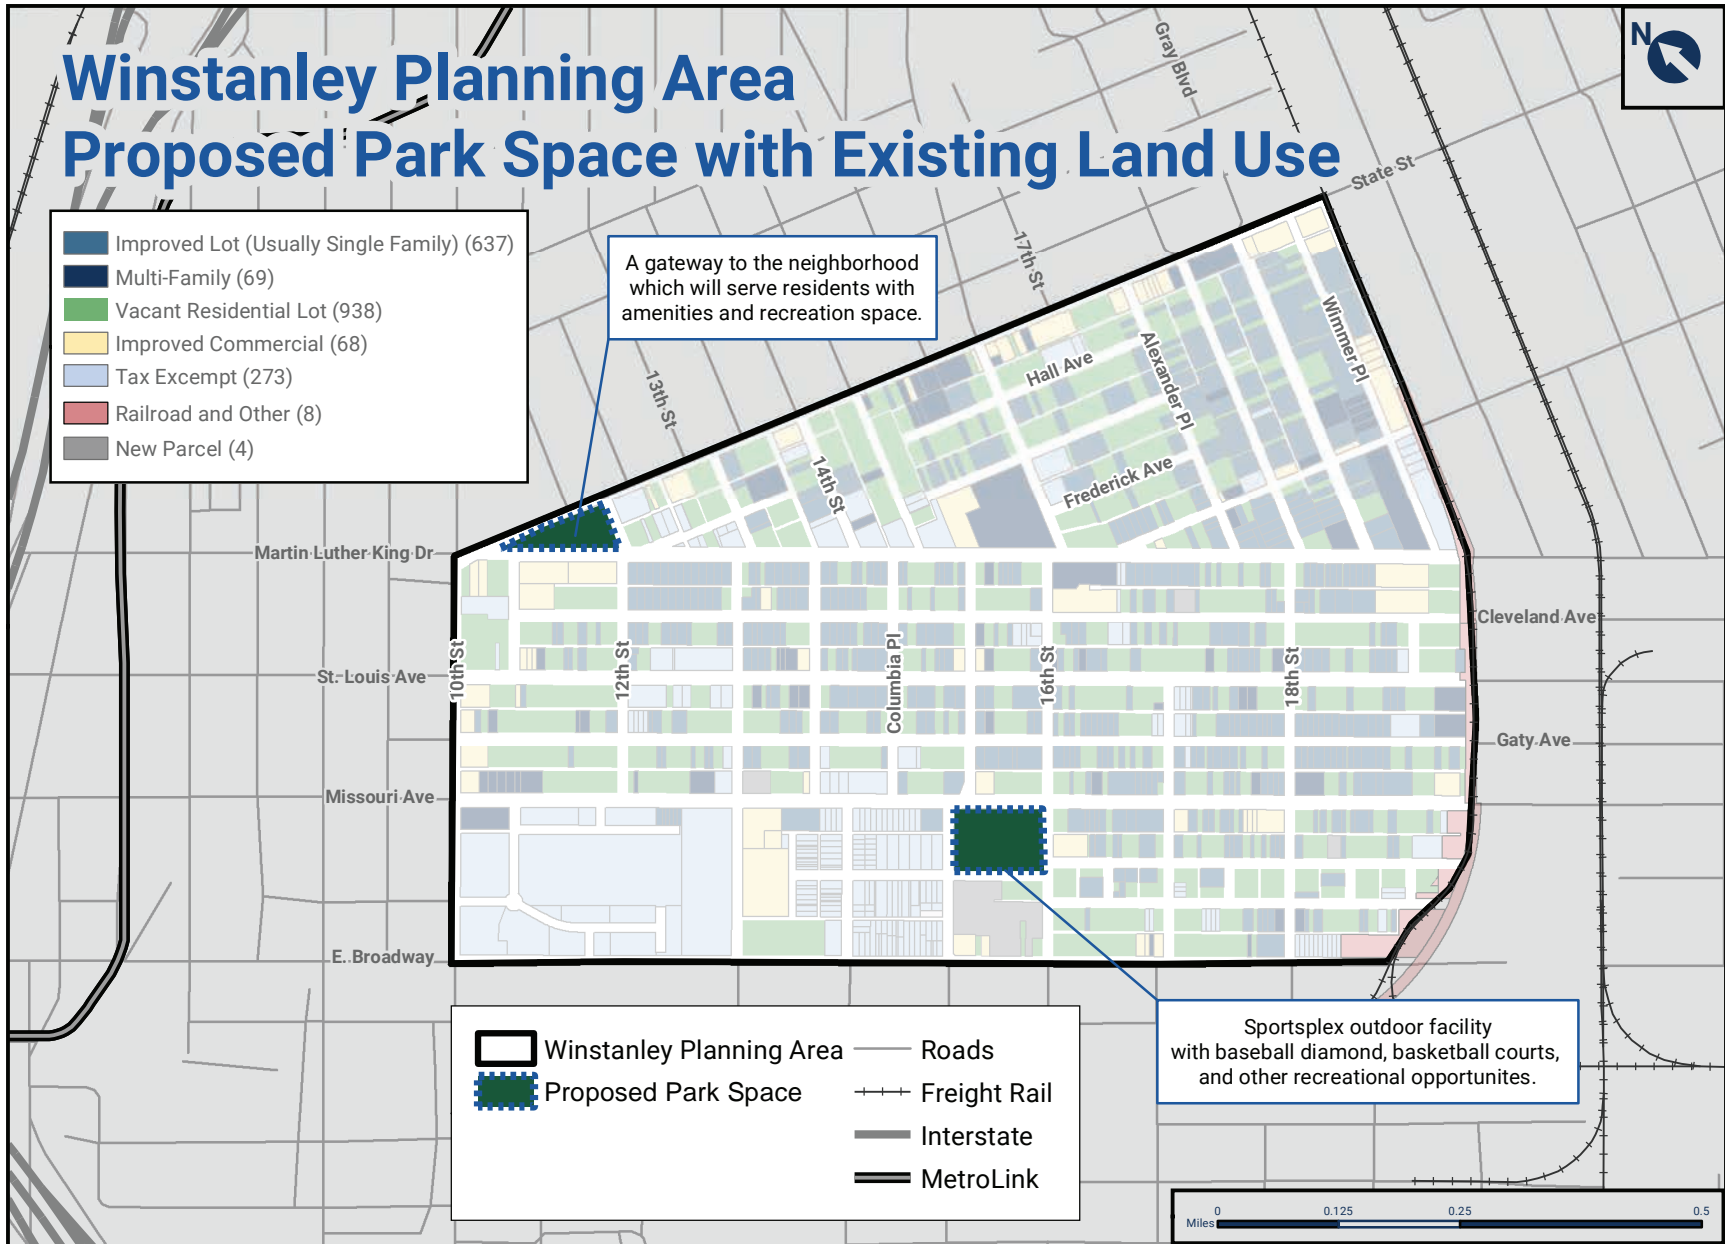 Winstanley Planning Area
Proposed Park Space with Existing Land Use
N
Gray Blvd
State St
Improved Lot (Usually Single Family) (637)
Multi-Family (69)
Vacant Residential Lot (938)
Improved Commercial (68)
Tax Excempt (273)
Railroad and Other (8)
New Parcel (4)
A gateway to the neighborhood
which will serve residents with
amenities and recreation space.
17th St
13th St
14th St
Hall Ave
Alexander Pl
Wimmer Pl
Frederick Ave
Martin Luther King Dr
Cleveland Ave
St. Louis Ave
10th St
12th St
Columbia Pl
16th St
18th St
Gaty Ave
Missouri Ave
E. Broadway
Winstanley Planning Area
Proposed Park Space
Roads
Freight Rail
Interstate
MetroLink
Sportsplex outdoor facility
with baseball diamond, basketball courts,
and other recreational opportunites.
0 0.125 0.25 0.5
Miles